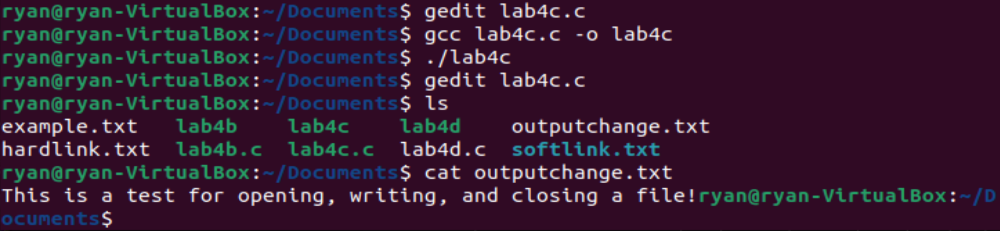 ryan@ryan-VirtualBox:~/Documents$ gedit lab4c.c
ryan@ryan-VirtualBox:~/Documents$ gcc lab4c.c -o lab4c
ryan@ryan-VirtualBox:~/Documents$ ./lab4c
ryan@ryan-VirtualBox:~/Documents$ gedit lab4c.c
ryan@ryan-VirtualBox:~/Documents$ ls
example.txt   lab4b    lab4c    lab4d    outputchange.txt
hardlink.txt  lab4b.c  lab4c.c  lab4d.c  softlink.txt
ryan@ryan-VirtualBox:~/Documents$ cat outputchange.txt
This is a test for opening, writing, and closing a file!ryan@ryan-VirtualBox:~/D
ocuments$